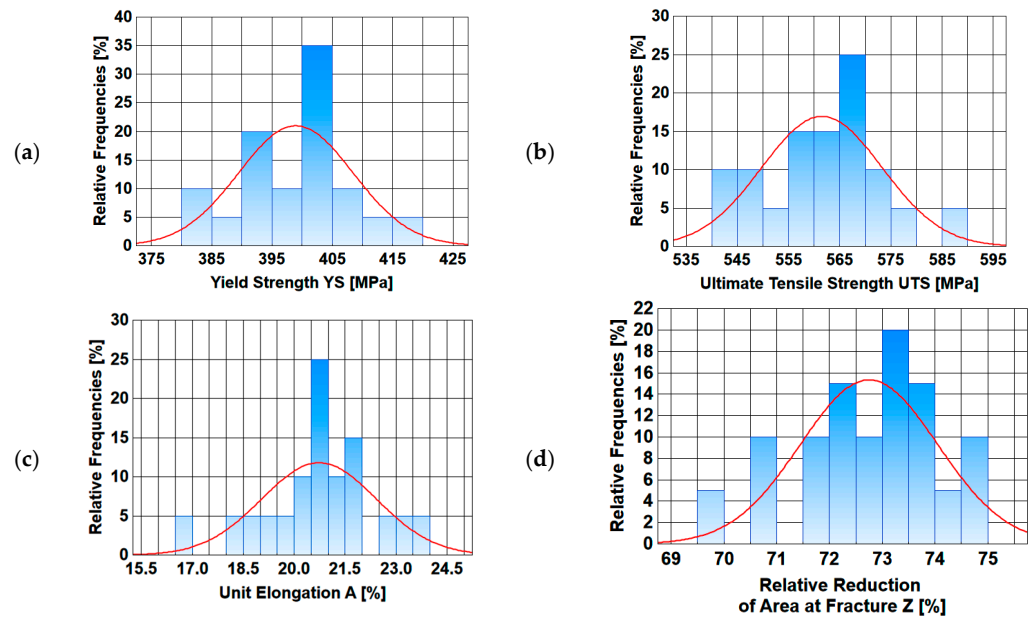 (a)
Relative Frequencies [%]
40
35
30
25
20
15
10
5
0
375 385 395 405 415 425
Yield Strength YS [MPa]
(b)
Relative Frequencies [%]
30
25
20
15
10
5
0
535 545 555 565 575 585 595
Ultimate Tensile Strength UTS [MPa]
(c)
Relative Frequencies [%]
30
25
20
15
10
5
0
15.5 17.0 18.5 20.0 21.5 23.0 24.5
Unit Elongation A [%]
(d)
Relative Frequencies [%]
22
20
18
16
14
12
10
8
6
4
2
0
69 70 71 72 73 74 75
Relative Reduction
of Area at Fracture Z [%]